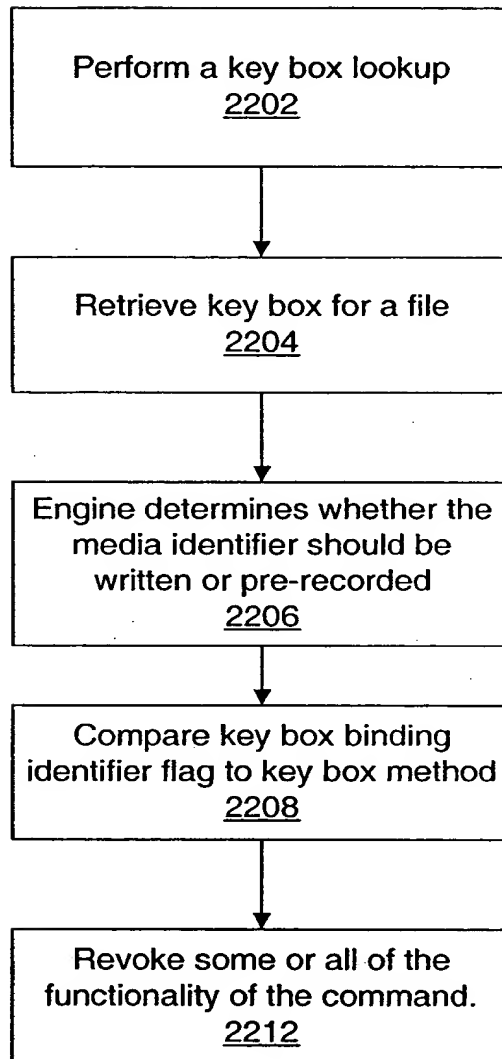 Perform a key box lookup
2202
Retrieve key box for a file
2204
Engine determines whether the
media identifier should be
written or pre-recorded
2206
Compare key box binding
identifier flag to key box method
2208
Revoke some or all of the
functionality of the command.
2212